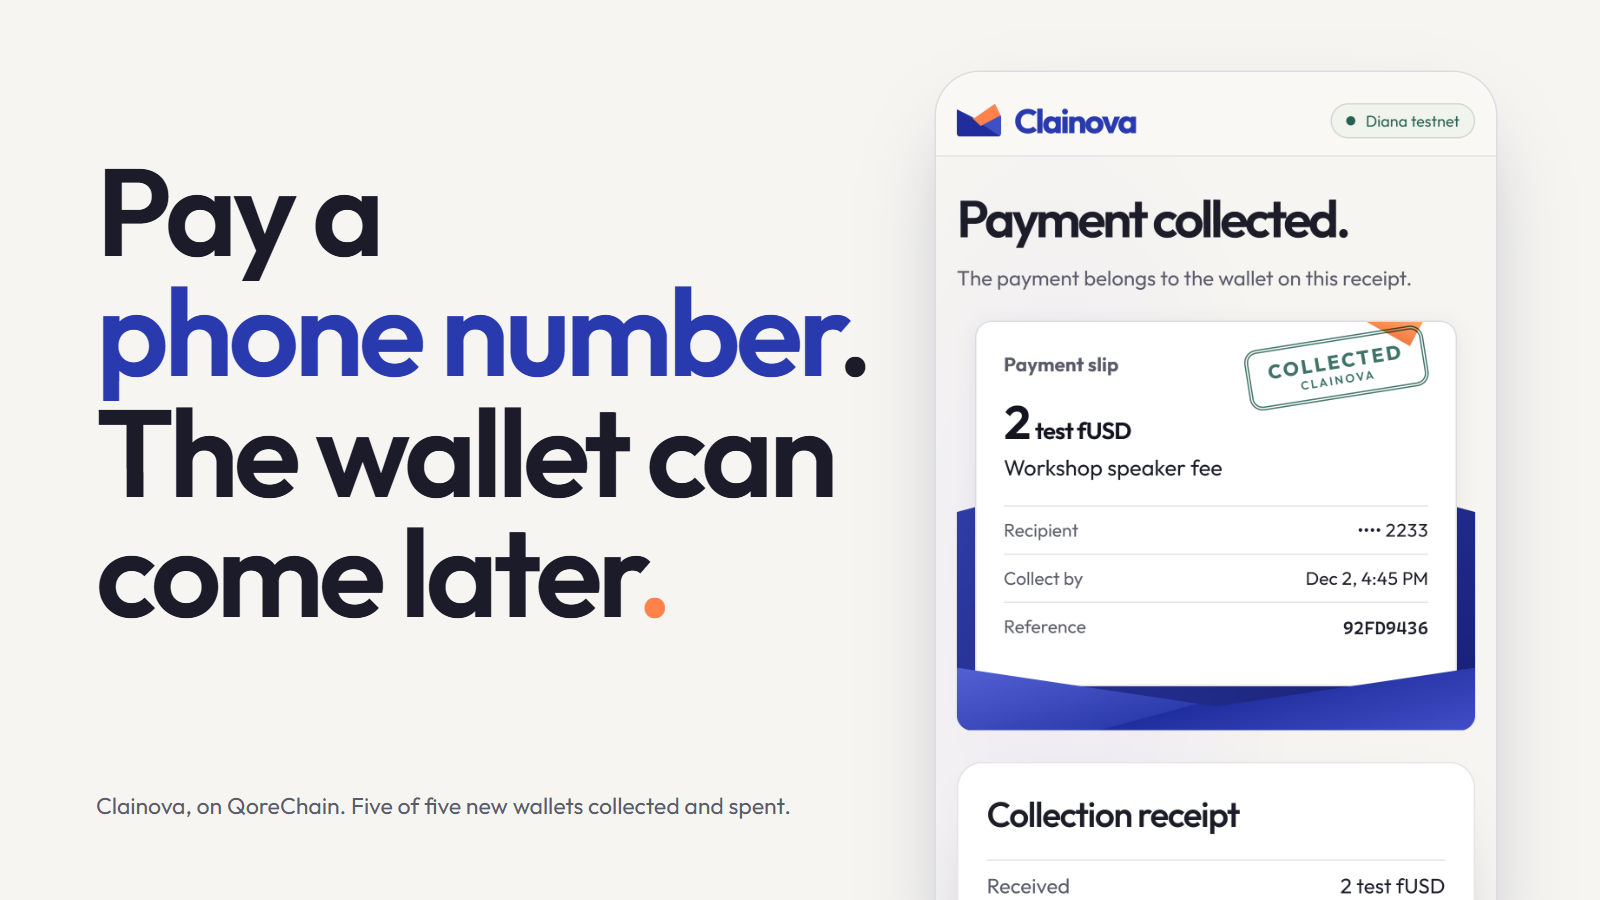 Pay a
phone number.
The wallet can
come later.
Clainova, on QoreChain. Five of five new wallets collected and spent.
Clainova
Diana testnet
Payment collected.
The payment belongs to the wallet on this receipt.
Payment slip
COLLECTED
CLAINOVA
2 test fUSD
Workshop speaker fee
Recipient •••• 2233
Collect by Dec 2, 4:45 PM
Reference 92FD9436
Collection receipt
Received 2 test fUSD